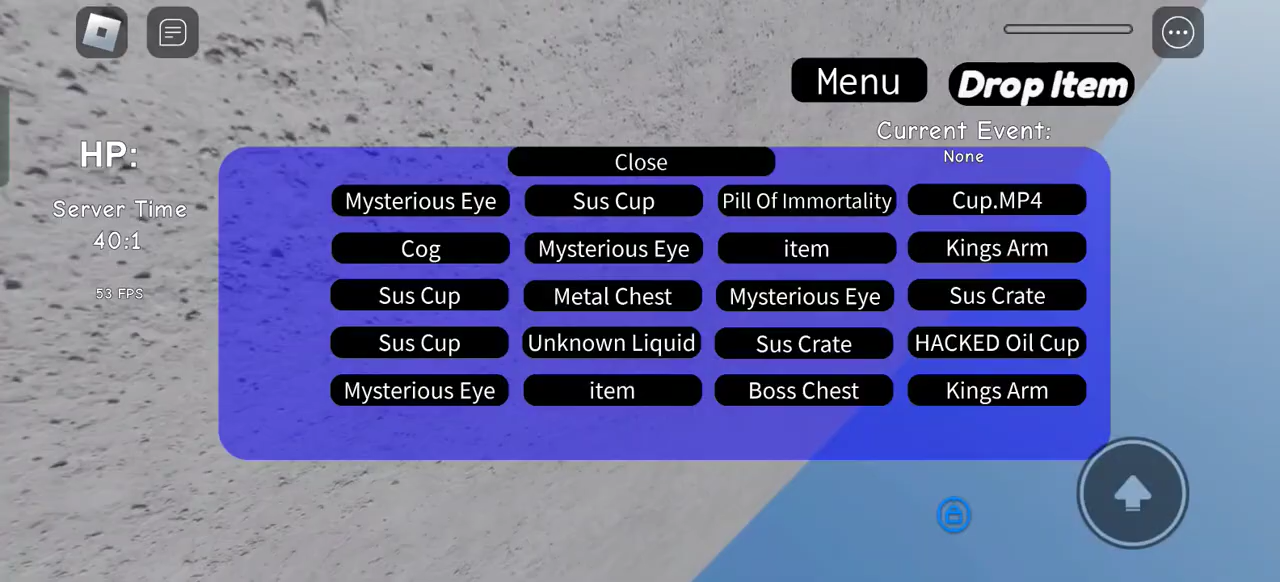 Menu
Drop Item
Current Event:
None
HP:
Server Time
40:1
53 FPS
Close
Mysterious Eye
Sus Cup
Pill Of Immortality
Cup.MP4
Cog
Mysterious Eye
item
Kings Arm
Sus Cup
Metal Chest
Mysterious Eye
Sus Crate
Sus Cup
Unknown Liquid
Sus Crate
HACKED Oil Cup
Mysterious Eye
item
Boss Chest
Kings Arm